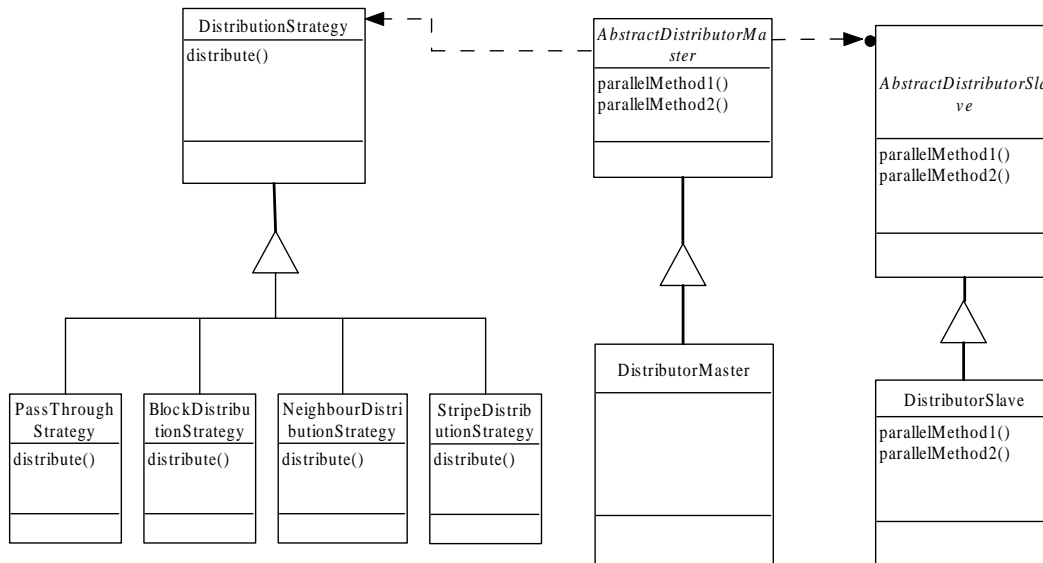 DistributionStrategy
distribute()
AbstractDistributorMa
ster
parallelMethod1()
parallelMethod2()
AbstractDistributorSla
ve
parallelMethod1()
parallelMethod2()
PassThrough
Strategy
distribute()
BlockDistribu
tionStrategy
distribute()
NeighbourDistri
butionStrategy
distribute()
StripeDistrib
utionStrategy
distribute()
DistributorMaster
DistributorSlave
parallelMethod1()
parallelMethod2()